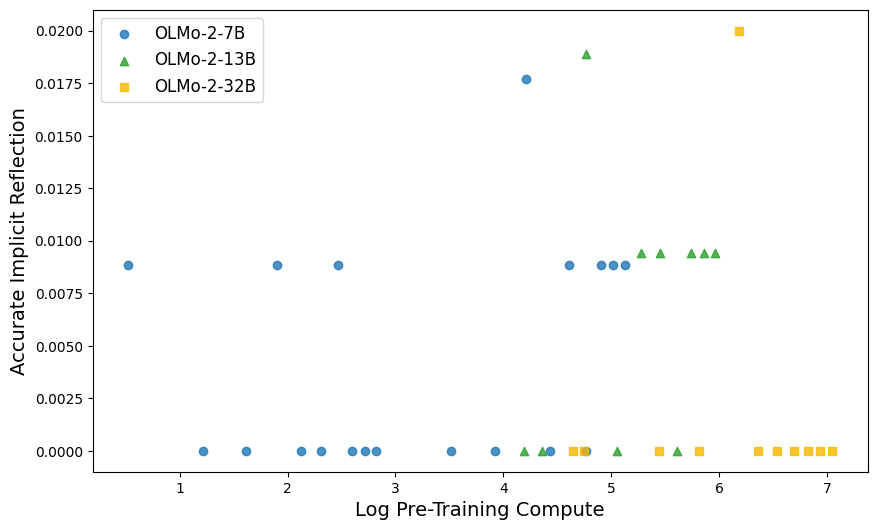 OLMo-2-7B
OLMo-2-13B
OLMo-2-32B
Accurate Implicit Reflection
0.0200
0.0175
0.0150
0.0125
0.0100
0.0075
0.0050
0.0025
0.0000
1 2 3 4 5 6 7
Log Pre-Training Compute